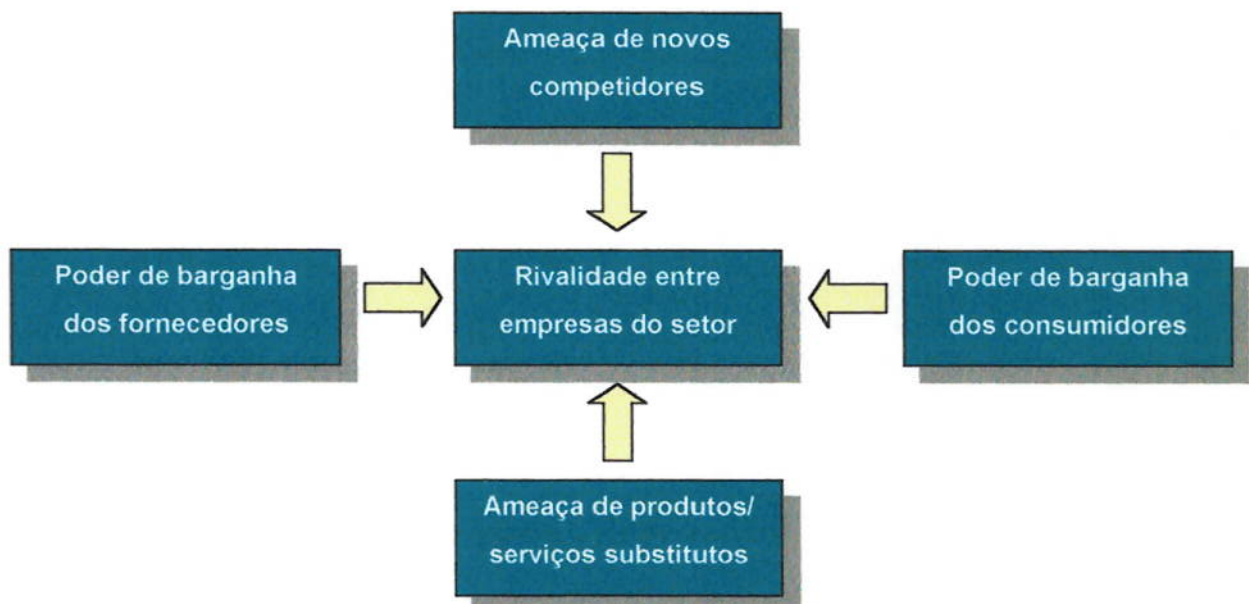 Ameaça de novos
competidores
Poder de barganha
dos fornecedores
Rivalidade entre
empresas do setor
Poder de barganha
dos consumidores
Ameaça de produtos/
serviços substitutos